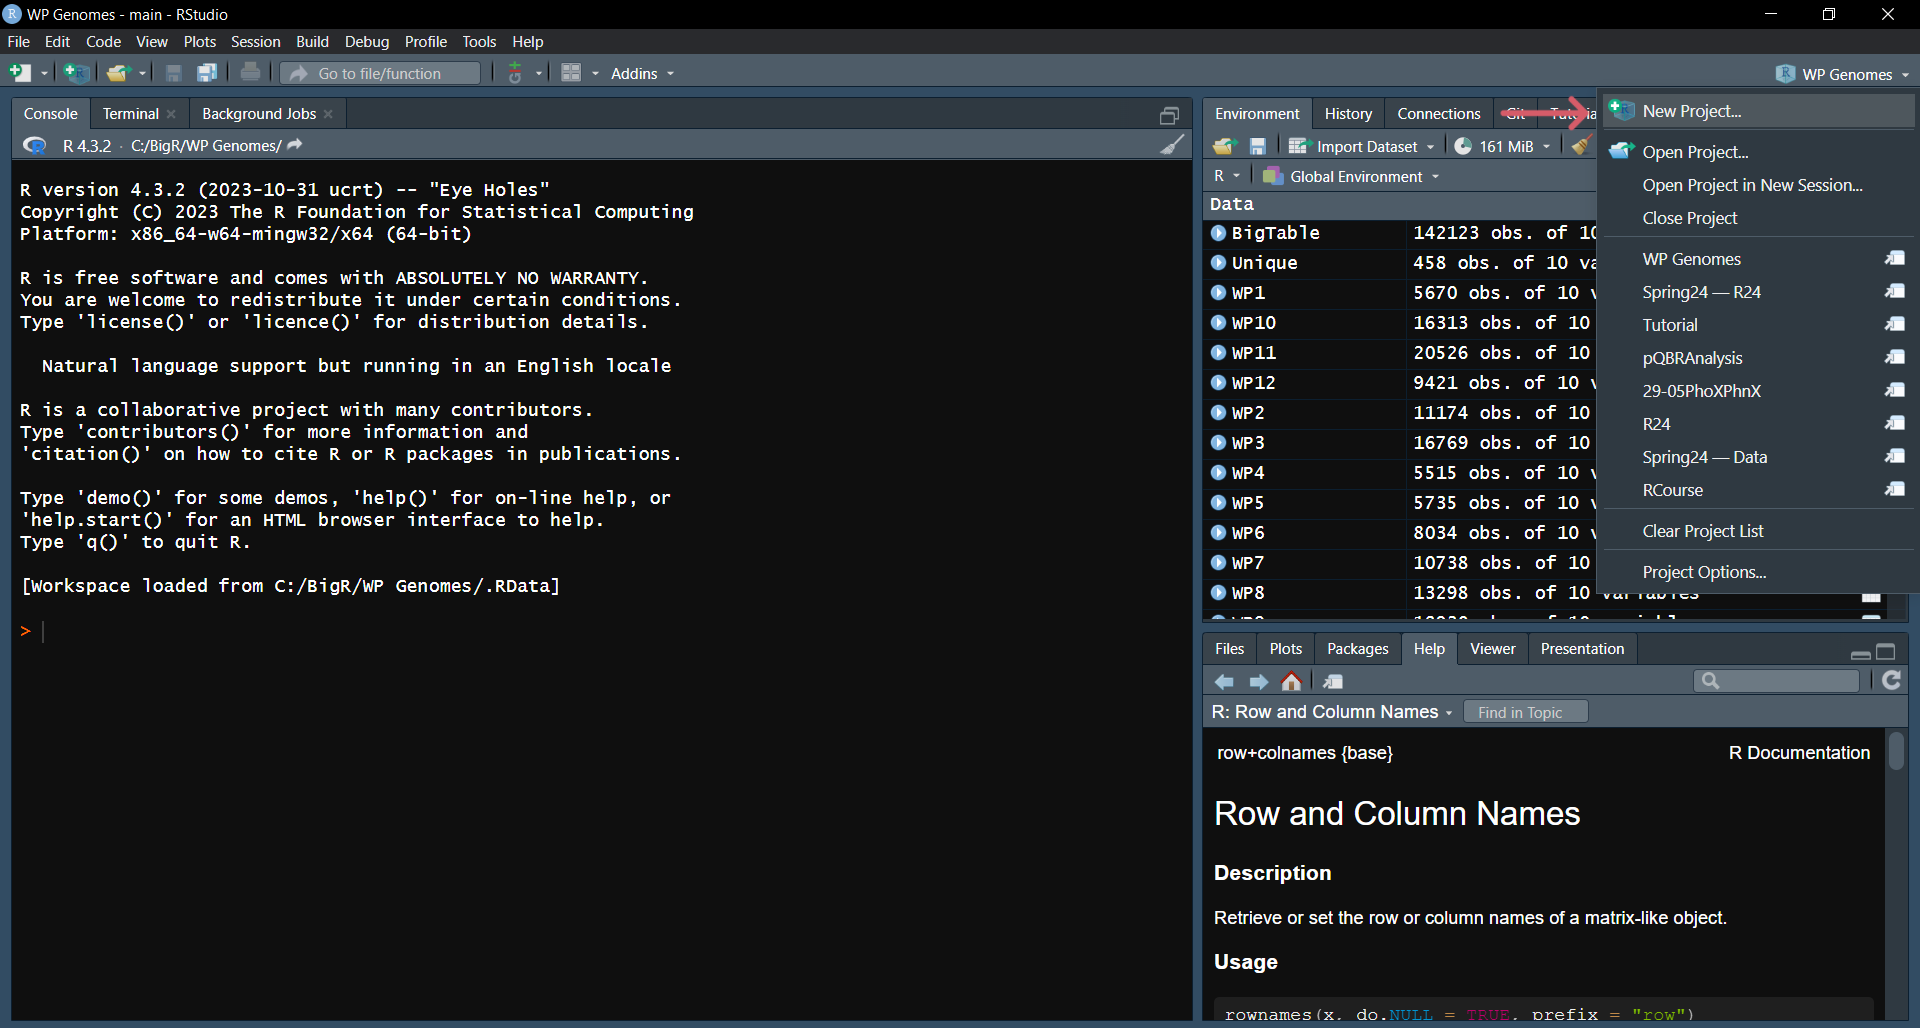 WP Genomes - main - RStudio
File Edit Code View Plots Session Build Debug Profile Tools Help
Go to file/function Addins WP Genomes
Console Terminal Background Jobs
R 4.3.2 · C:/BigR/WP Genomes/
R version 4.3.2 (2023-10-31 ucrt) -- "Eye Holes"
Copyright (C) 2023 The R Foundation for Statistical Computing
Platform: x86_64-w64-mingw32/x64 (64-bit)
R is free software and comes with ABSOLUTELY NO WARRANTY.
You are welcome to redistribute it under certain conditions.
Type 'license()' or 'licence()' for distribution details.
Natural language support but running in an English locale
R is a collaborative project with many contributors.
Type 'contributors()' for more information and
'citation()' on how to cite R or R packages in publications.
Type 'demo()' for some demos, 'help()' for on-line help, or
'help.start()' for an HTML browser interface to help.
Type 'q()' to quit R.
[Workspace loaded from C:/BigR/WP Genomes/.RData]
>
Environment History Connections Git
Import Dataset 161 MiB
R Global Environment
Data
BigTable 142123 obs. of
Unique 458 obs. of 10
WP1 5670 obs. of 10
WP10 16313 obs. of 10
WP11 20526 obs. of 10
WP12 9421 obs. of 10
WP2 11174 obs. of 10
WP3 16769 obs. of 10
WP4 5515 obs. of 10
WP5 5735 obs. of 10
WP6 8034 obs. of 10
WP7 10738 obs. of 10
WP8 13298 obs. of 10 variables
New Project...
Open Project...
Open Project in New Session...
Close Project
WP Genomes
Spring24 — R24
Tutorial
pQBRAnalysis
29-05PhoXPhnX
R24
Spring24 — Data
RCourse
Clear Project List
Project Options...
Files Plots Packages Help Viewer Presentation
R: Row and Column Names Find in Topic
row+colnames {base} R Documentation
Row and Column Names
Description
Retrieve or set the row or column names of a matrix-like object.
Usage
rownames(x, do.NULL = TRUE, prefix = "row")